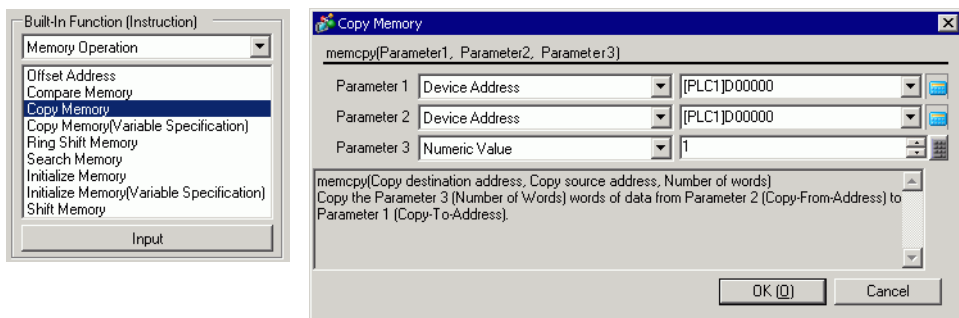 Built-In Function (Instruction)
Memory Operation
Offset Address
Compare Memory
Copy Memory
Copy Memory(Variable Specification)
Ring Shift Memory
Search Memory
Initialize Memory
Initialize Memory(Variable Specification)
Shift Memory
Input
Copy Memory
memcpy(Parameter1, Parameter2, Parameter3)
Parameter 1 Device Address [PLC1]D00000
Parameter 2 Device Address [PLC1]D00000
Parameter 3 Numeric Value 1
memcpy(Copy destination address, Copy source address, Number of words)
Copy the Parameter 3 (Number of Words) words of data from Parameter 2 (Copy-From-Address) to
Parameter 1 (Copy-To-Address).
OK (O) Cancel